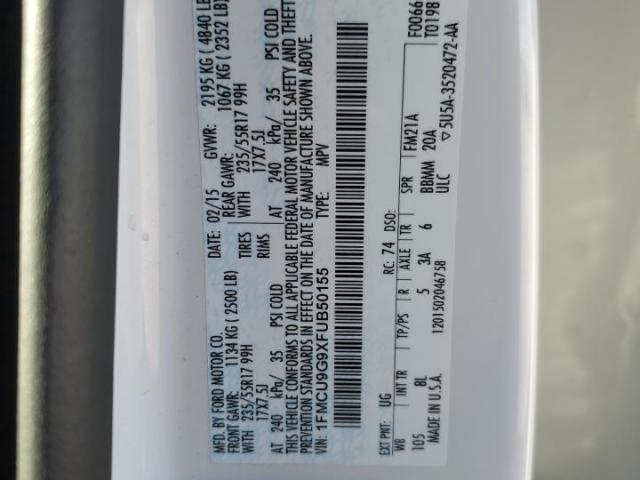 MFD. BY FORD MOTOR CO.
DATE: 02/15 GVWR: 2195 KG ( 4840 LB
FRONT GAWR: 1134 KG ( 2500 LB) REAR GAWR: 1067 KG ( 2352 LB)
WITH 235/55R17 99H TIRES WITH 235/55R17 99H
17X7.5J RIMS 17X7.5J
AT 240 kPa/ 35 PSI COLD AT 240 kPa/ 35 PSI COLD
THIS VEHICLE CONFORMS TO ALL APPLICABLE FEDERAL MOTOR VEHICLE SAFETY AND THEFT
PREVENTION STANDARDS IN EFFECT ON THE DATE OF MANUFACTURE SHOWN ABOVE.
VIN: 1FMCU9G9XFUB50155 TYPE: MPV
F0066
T0198
EXT PNT: UG RC: 74 DSO: FM21A
WB INT TR TP/PS R AXLE TR SPR
105 8L 5 3A 6 BBMM 20A
MADE IN U.S.A. 1201502046758 ULC ▽5U5A-3520472-AA